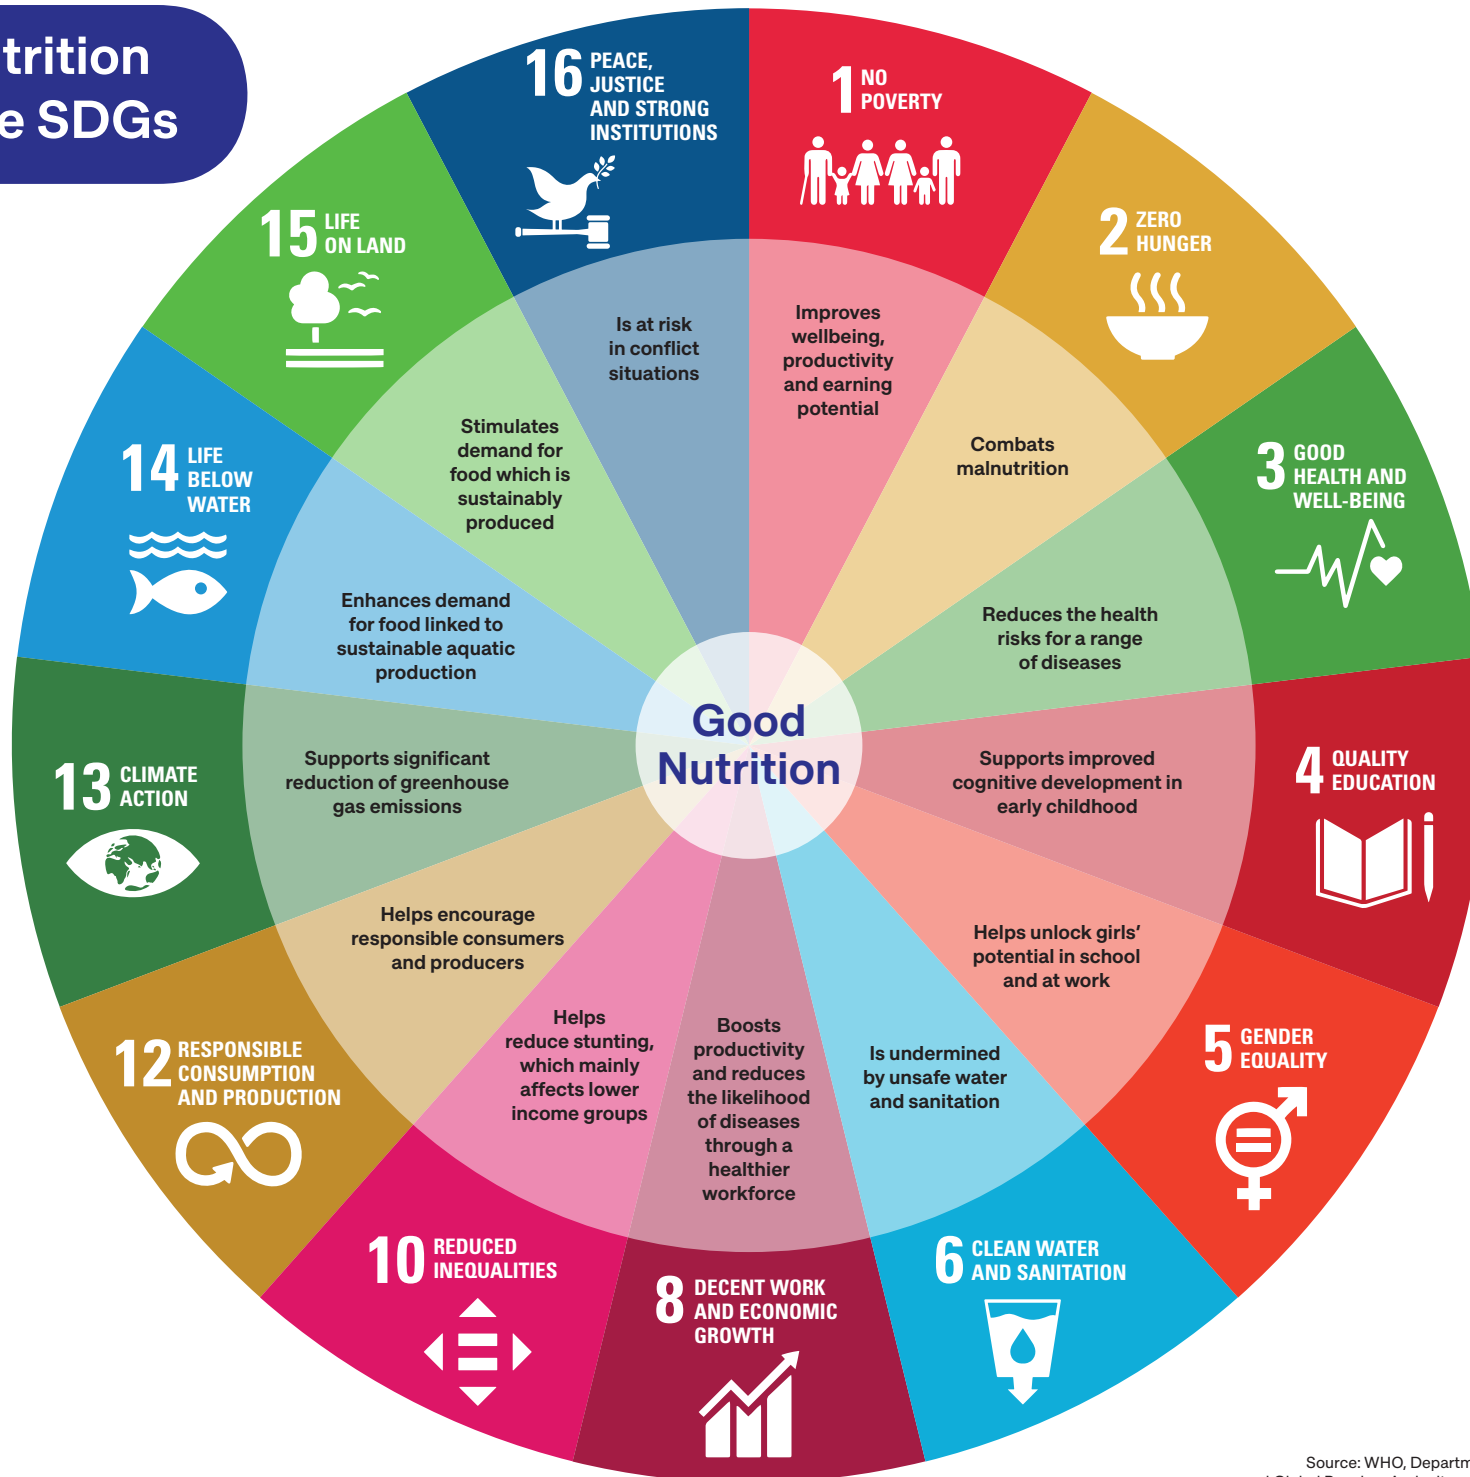 trition
e SDGs
16 PEACE,
JUSTICE
AND STRONG
INSTITUTIONS
Is at risk
in conflict
situations
1 NO
POVERTY
Improves
wellbeing,
productivity
and earning
potential
2 ZERO
HUNGER
Combats
malnutrition
3 GOOD
HEALTH AND
WELL-BEING
Reduces the health
risks for a range
of diseases
4 QUALITY
EDUCATION
Supports improved
cognitive development in
early childhood
5 GENDER
EQUALITY
Helps unlock girls’
potential in school
and at work
6 CLEAN WATER
AND SANITATION
Is undermined
by unsafe water
and sanitation
8 DECENT WORK
AND ECONOMIC
GROWTH
Boosts
productivity
and reduces
the likelihood
of diseases
through a
healthier
workforce
10 REDUCED
INEQUALITIES
Helps
reduce stunting,
which mainly
affects lower
income groups
12 RESPONSIBLE
CONSUMPTION
AND PRODUCTION
Helps encourage
responsible consumers
and producers
13 CLIMATE
ACTION
Supports significant
reduction of greenhouse
gas emissions
14 LIFE
BELOW
WATER
Enhances demand
for food linked to
sustainable aquatic
production
15 LIFE
ON LAND
Stimulates
demand for
food which is
sustainably
produced
Good
Nutrition
Source: WHO, Departm